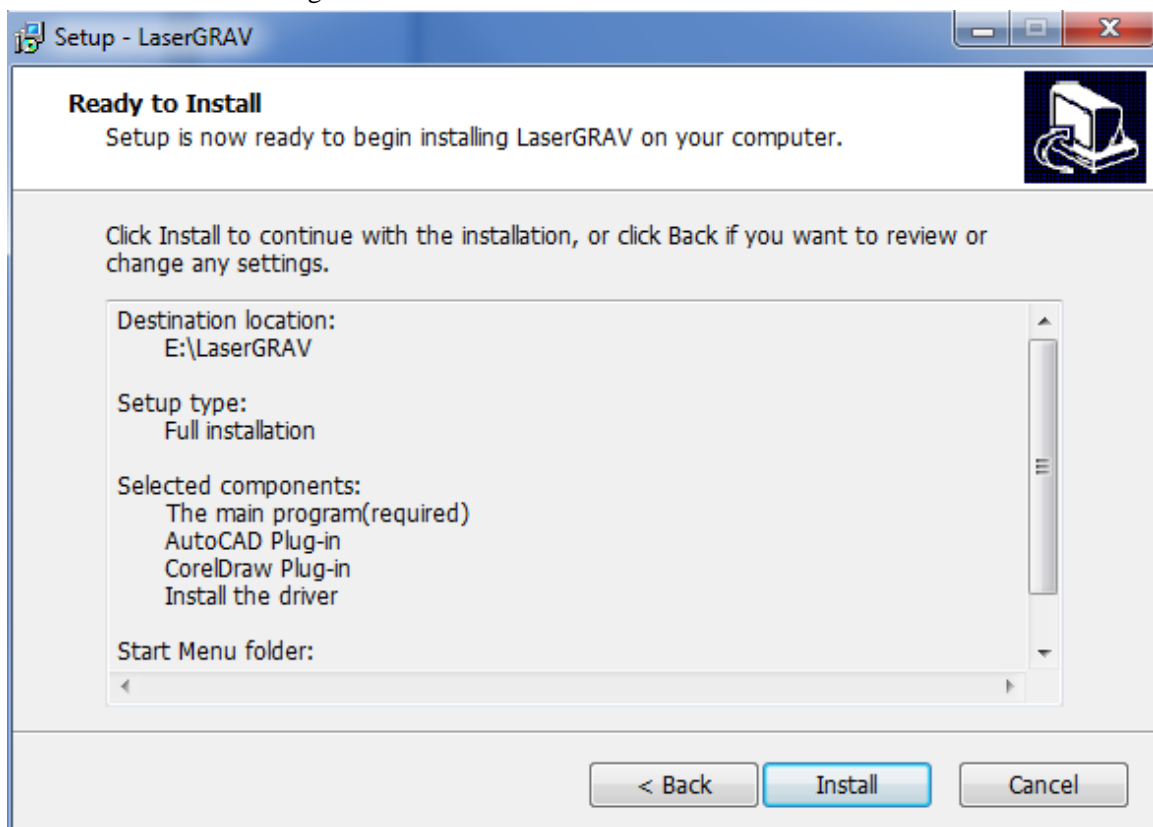 Setup - LaserGRAV
Ready to Install
Setup is now ready to begin installing LaserGRAV on your computer.
Click Install to continue with the installation, or click Back if you want to review or
change any settings.
Destination location:
E:\LaserGRAV
Setup type:
Full installation
Selected components:
The main program(required)
AutoCAD Plug-in
CorelDraw Plug-in
Install the driver
Start Menu folder:
< Back
Install
Cancel